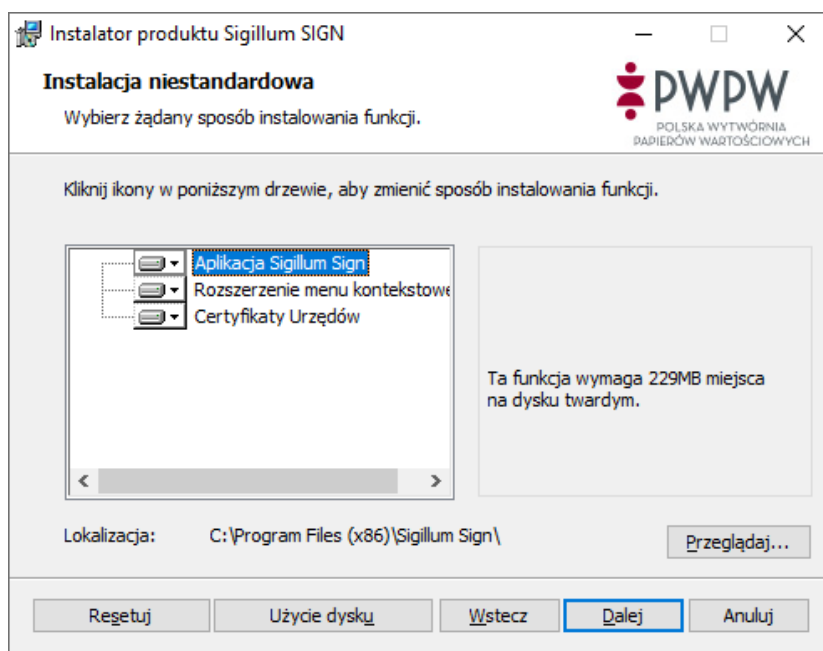 Instalator produktu Sigillum SIGN
Instalacja niestandardowa
Wybierz żądany sposób instalowania funkcji.
PWPW
POLSKA WYTWÓRNIA
PAPIERÓW WARTOŚCIOWYCH
Kliknij ikony w poniższym drzewie, aby zmienić sposób instalowania funkcji.
Aplikacja Sigillum Sign
Rozszerzenie menu kontekstowe
Certyfikaty Urzędów
Ta funkcja wymaga 229MB miejsca
na dysku twardym.
Lokalizacja: C:\Program Files (x86)\Sigillum Sign\
Przeglądaj...
Resetuj Użycie dysku Wstecz Dalej Anuluj